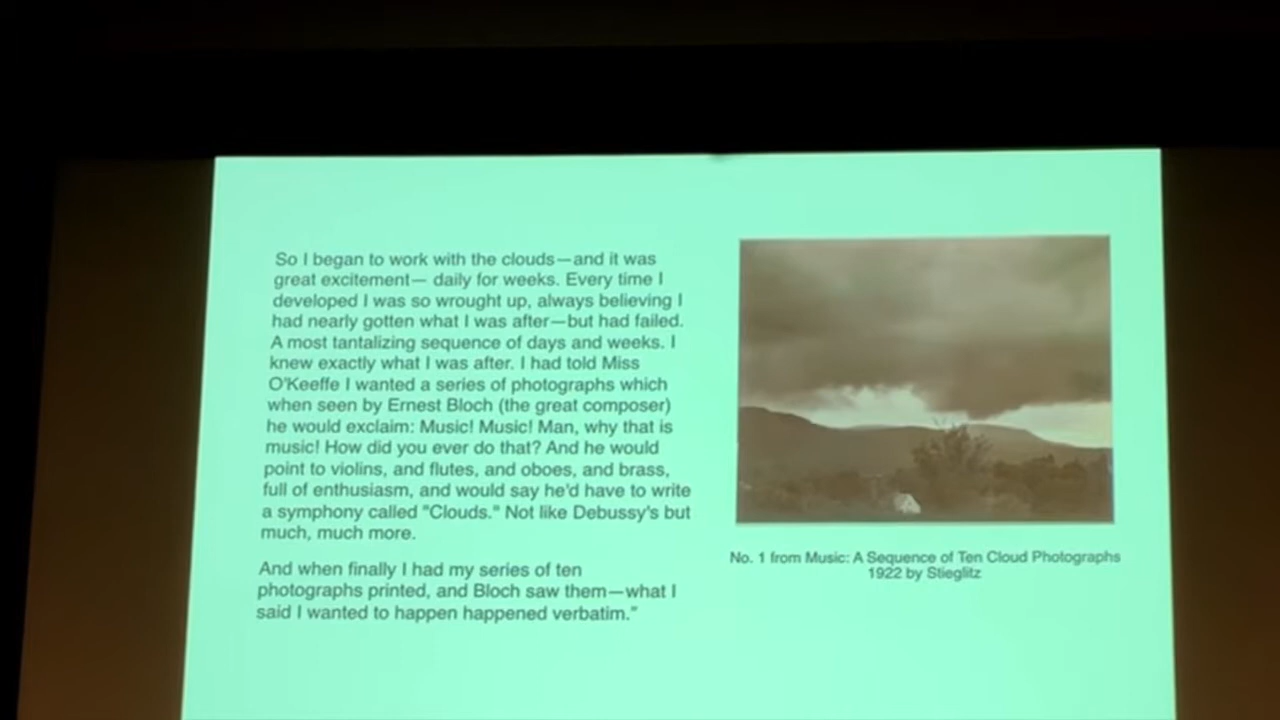 So I began to work with the clouds—and it was
great excitement— daily for weeks. Every time I
developed I was so wrought up, always believing I
had nearly gotten what I was after—but had failed.
A most tantalizing sequence of days and weeks. I
knew exactly what I was after. I had told Miss
O'Keeffe I wanted a series of photographs which
when seen by Ernest Bloch (the great composer)
he would exclaim: Music! Music! Man, why that is
music! How did you ever do that? And he would
point to violins, and flutes, and oboes, and brass,
full of enthusiasm, and would say he'd have to write
a symphony called "Clouds." Not like Debussy's but
much, much more.
And when finally I had my series of ten
photographs printed, and Bloch saw them—what I
said I wanted to happen happened verbatim."
No. 1 from Music: A Sequence of Ten Cloud Photographs
1922 by Stieglitz